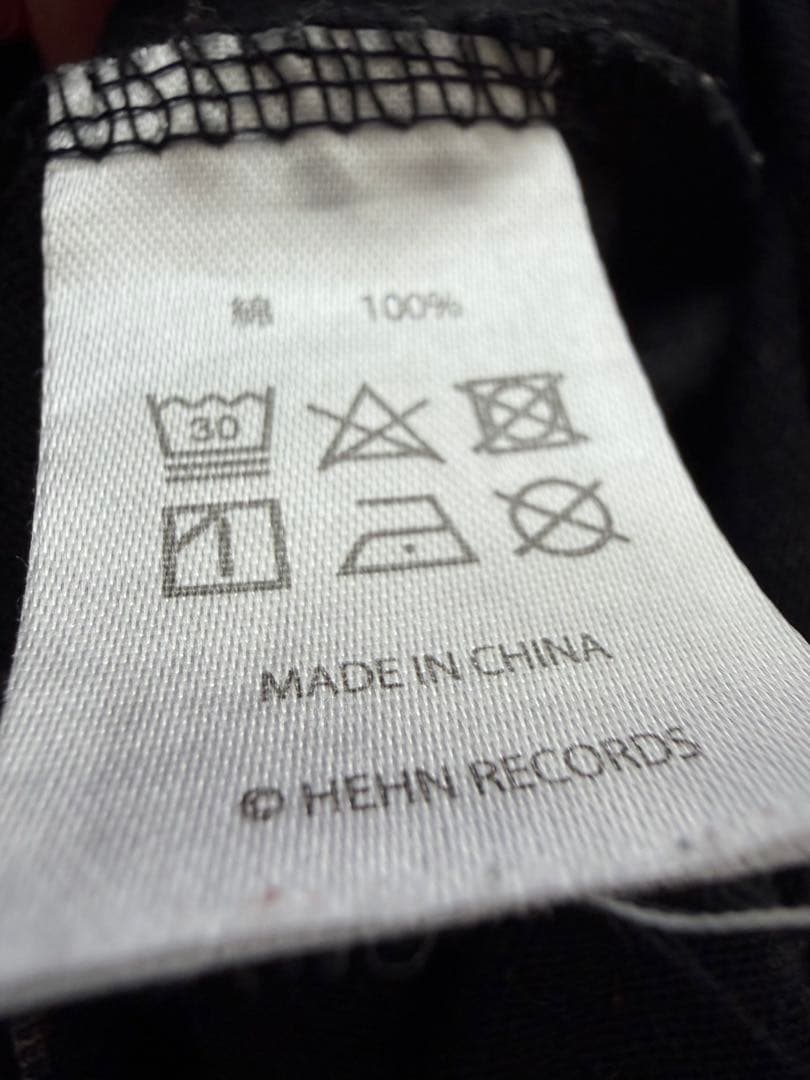 綿 100%
30
MADE IN CHINA
© HEHN RECORDS